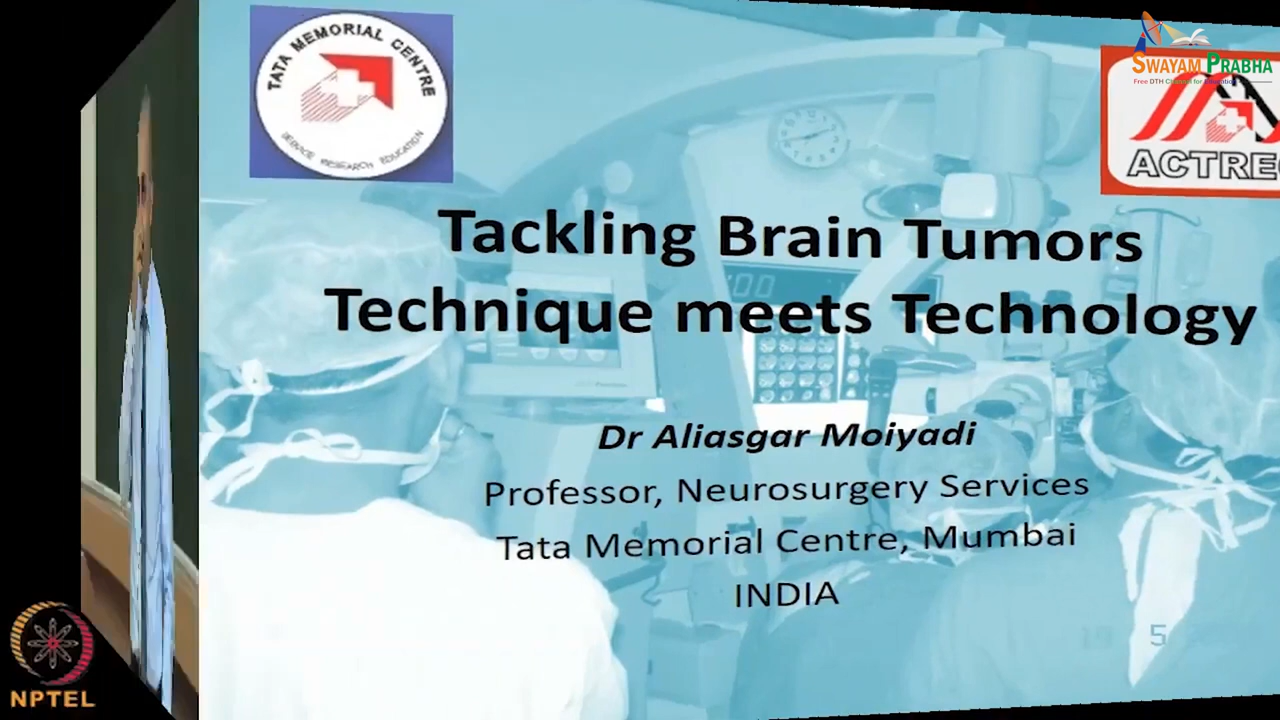 TATA MEMORIAL CENTRE
SERVICE RESEARCH EDUCATION
SWAYAM PRABHA
ACTREC
Tackling Brain Tumors
Technique meets Technology
Dr Aliasgar Moiyadi
Professor, Neurosurgery Services
Tata Memorial Centre, Mumbai
INDIA
5
NPTEL